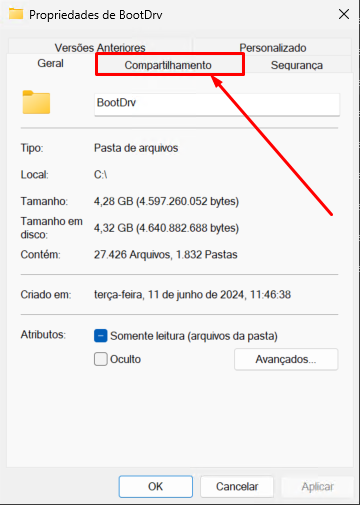 Propriedades de BootDrv
Versões Anteriores Personalizado
Geral Compartilhamento Segurança
BootDrv
Tipo: Pasta de arquivos
Local: C:\
Tamanho: 4,28 GB (4.597.260.052 bytes)
Tamanho em disco: 4,32 GB (4.640.882.688 bytes)
Contém: 27.426 Arquivos, 1.832 Pastas
Criado em: terça-feira, 11 de junho de 2024, 11:46:38
Atributos: Somente leitura (arquivos da pasta)
Oculto Avançados...
OK Cancelar Aplicar